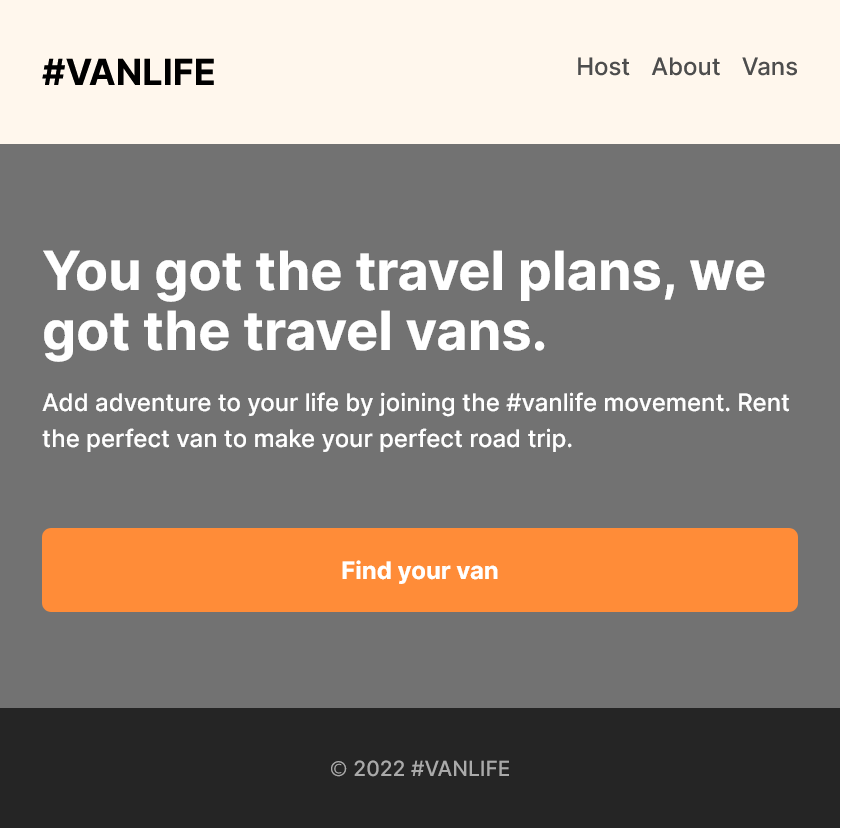 #VANLIFE
Host About Vans
You got the travel plans, we
got the travel vans.
Add adventure to your life by joining the #vanlife movement. Rent
the perfect van to make your perfect road trip.
Find your van
© 2022 #VANLIFE